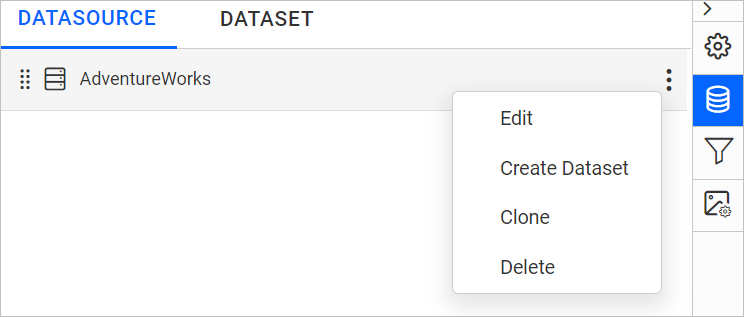 DATASOURCE DATASET
AdventureWorks
Edit
Create Dataset
Clone
Delete